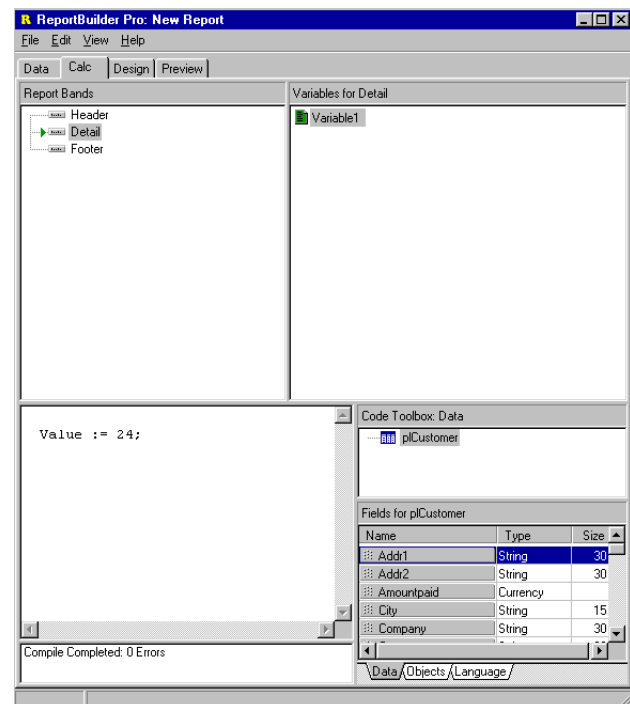 ReportBuilder Pro: New Report
File Edit View Help
Data Calc Design Preview
Report Bands
Header
Detail
Footer
Variables for Detail
Variable1
Value := 24;
Compile Completed: 0 Errors
Code Toolbox: Data
plCustomer
Fields for plCustomer
Name Type Size
Addr1 String 30
Addr2 String 30
Amountpaid Currency
City String 15
Company String 30
Data Objects Language